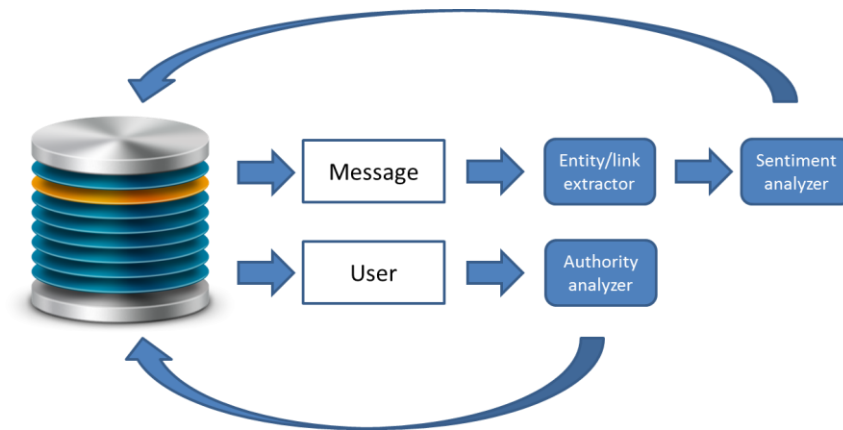 Message
Entity/link
extractor
Sentiment
analyzer
User
Authority
analyzer